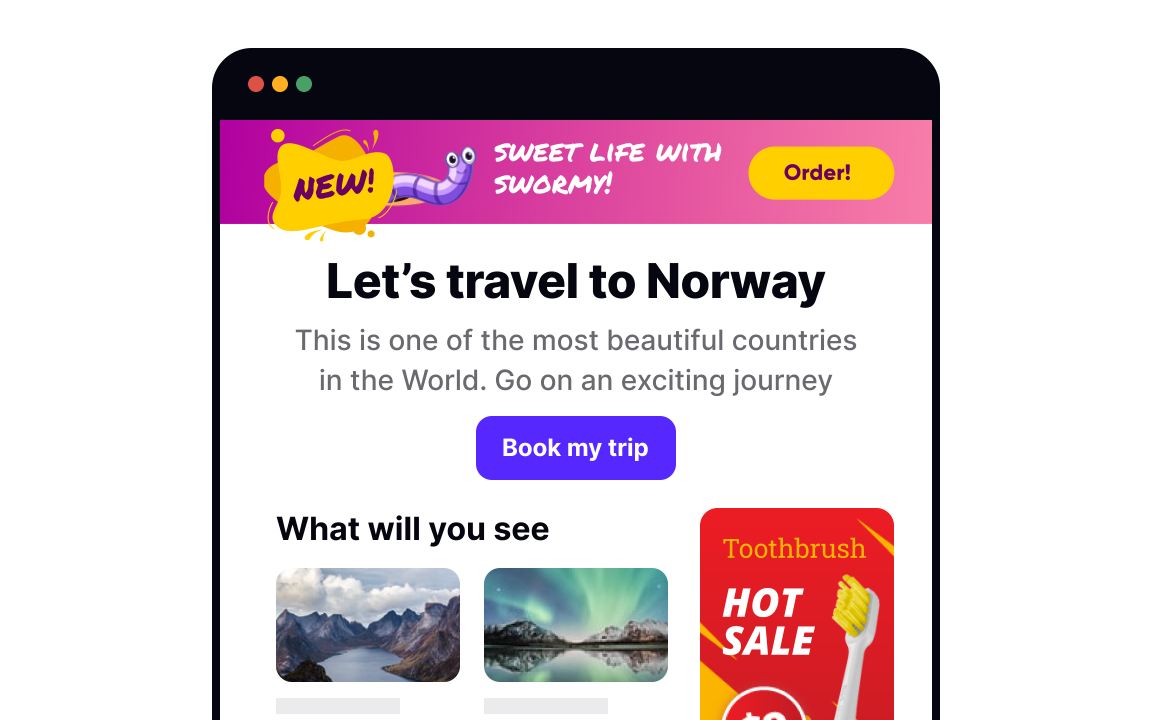 NEW!
SWEET LIFE WITH
SWORMY!
Order!
Let’s travel to Norway
This is one of the most beautiful countries
in the World. Go on an exciting journey
Book my trip
What will you see
Toothbrush
HOT
SALE